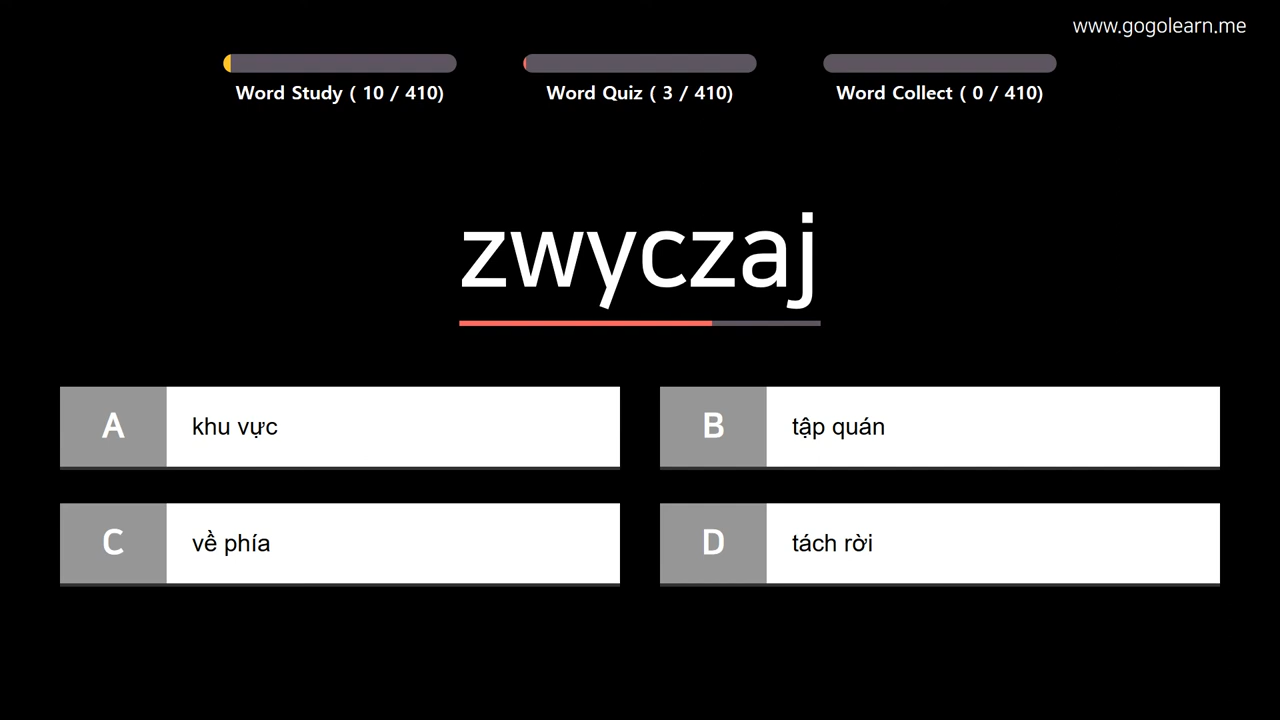 www.gogolearn.me
Word Study ( 10 / 410)
Word Quiz ( 3 / 410)
Word Collect ( 0 / 410)
zwyczaj
A khu vực
B tập quán
C về phía
D tách rời